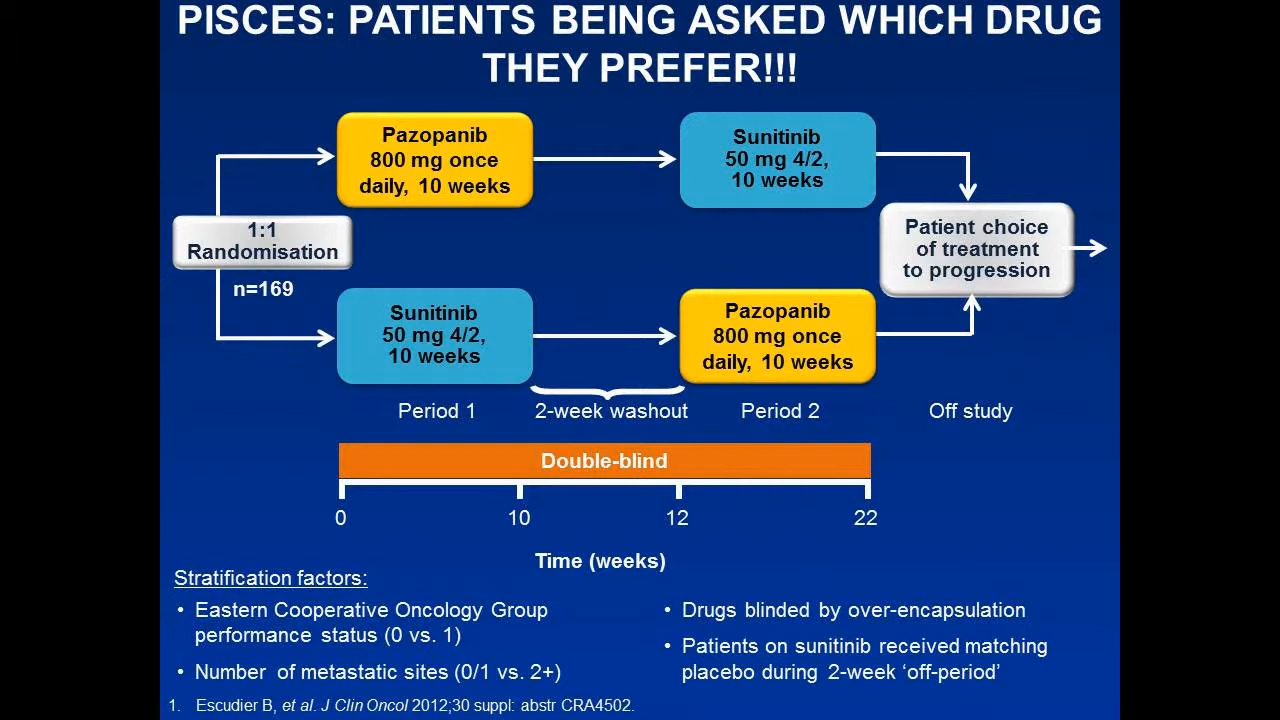 PISCES: PATIENTS BEING ASKED WHICH DRUG
THEY PREFER!!!
Pazopanib
800 mg once
daily, 10 weeks
Sunitinib
50 mg 4/2,
10 weeks
1:1
Randomisation
n=169
Patient choice
of treatment
to progression
Sunitinib
50 mg 4/2,
10 weeks
Pazopanib
800 mg once
daily, 10 weeks
Period 1
2-week washout
Period 2
Off study
Double-blind
0
10
12
22
Time (weeks)
Stratification factors:
• Eastern Cooperative Oncology Group
performance status (0 vs. 1)
• Number of metastatic sites (0/1 vs. 2+)
• Drugs blinded by over-encapsulation
• Patients on sunitinib received matching
placebo during 2-week ‘off-period’
1. Escudier B, et al. J Clin Oncol 2012;30 suppl: abstr CRA4502.